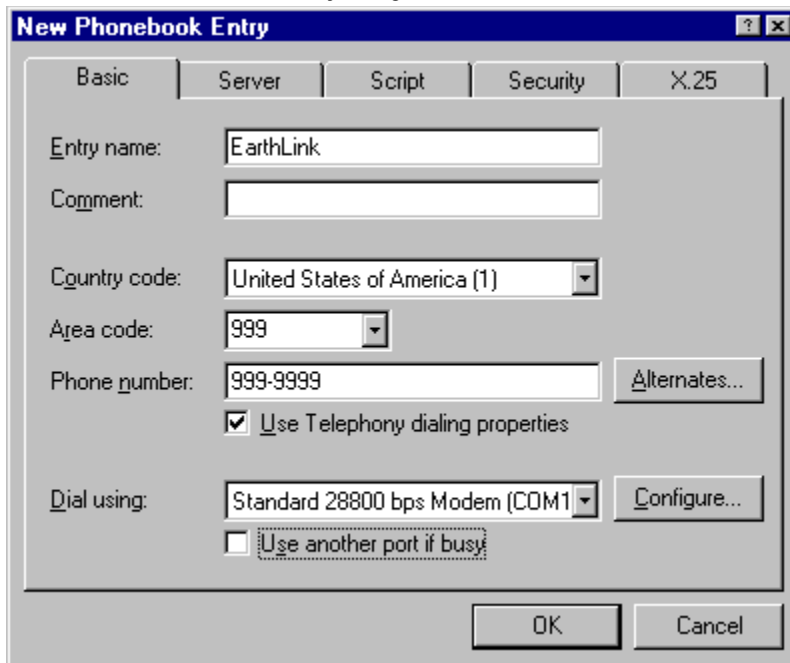 New Phonebook Entry
Basic Server Script Security X.25
Entry name: EarthLink
Comment:
Country code: United States of America (1)
Area code: 999
Phone number: 999-9999 Alternates...
Use Telephony dialing properties
Dial using: Standard 28800 bps Modem (COM1 Configure...
Use another port if busy
OK Cancel